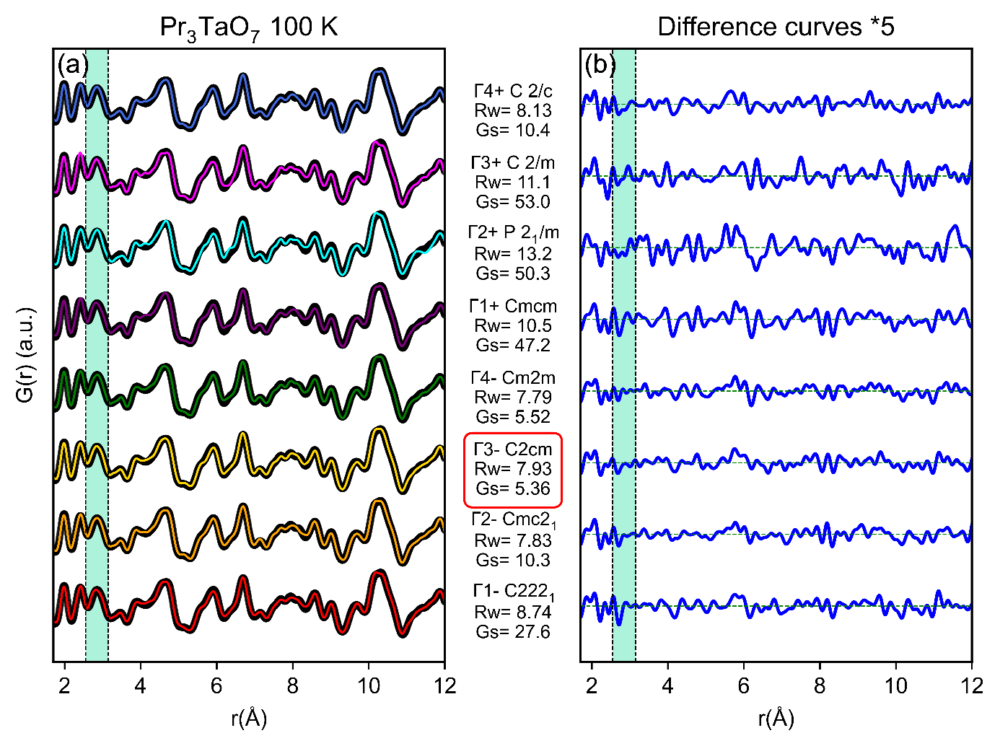 Pr₃TaO₇ 100 K
Difference curves *5
(a)
(b)
G(r) (a.u.)
Γ4+ C 2/c
Rw= 8.13
Gs= 10.4
Γ3+ C 2/m
Rw= 11.1
Gs= 53.0
Γ2+ P 2₁/m
Rw= 13.2
Gs= 50.3
Γ1+ Cmcm
Rw= 10.5
Gs= 47.2
Γ4- Cm2m
Rw= 7.79
Gs= 5.52
Γ3- C2cm
Rw= 7.93
Gs= 5.36
Γ2- Cmc2₁
Rw= 7.83
Gs= 10.3
Γ1- C222₁
Rw= 8.74
Gs= 27.6
2 4 6 8 10 12
r(Å)
2 4 6 8 10 12
r(Å)